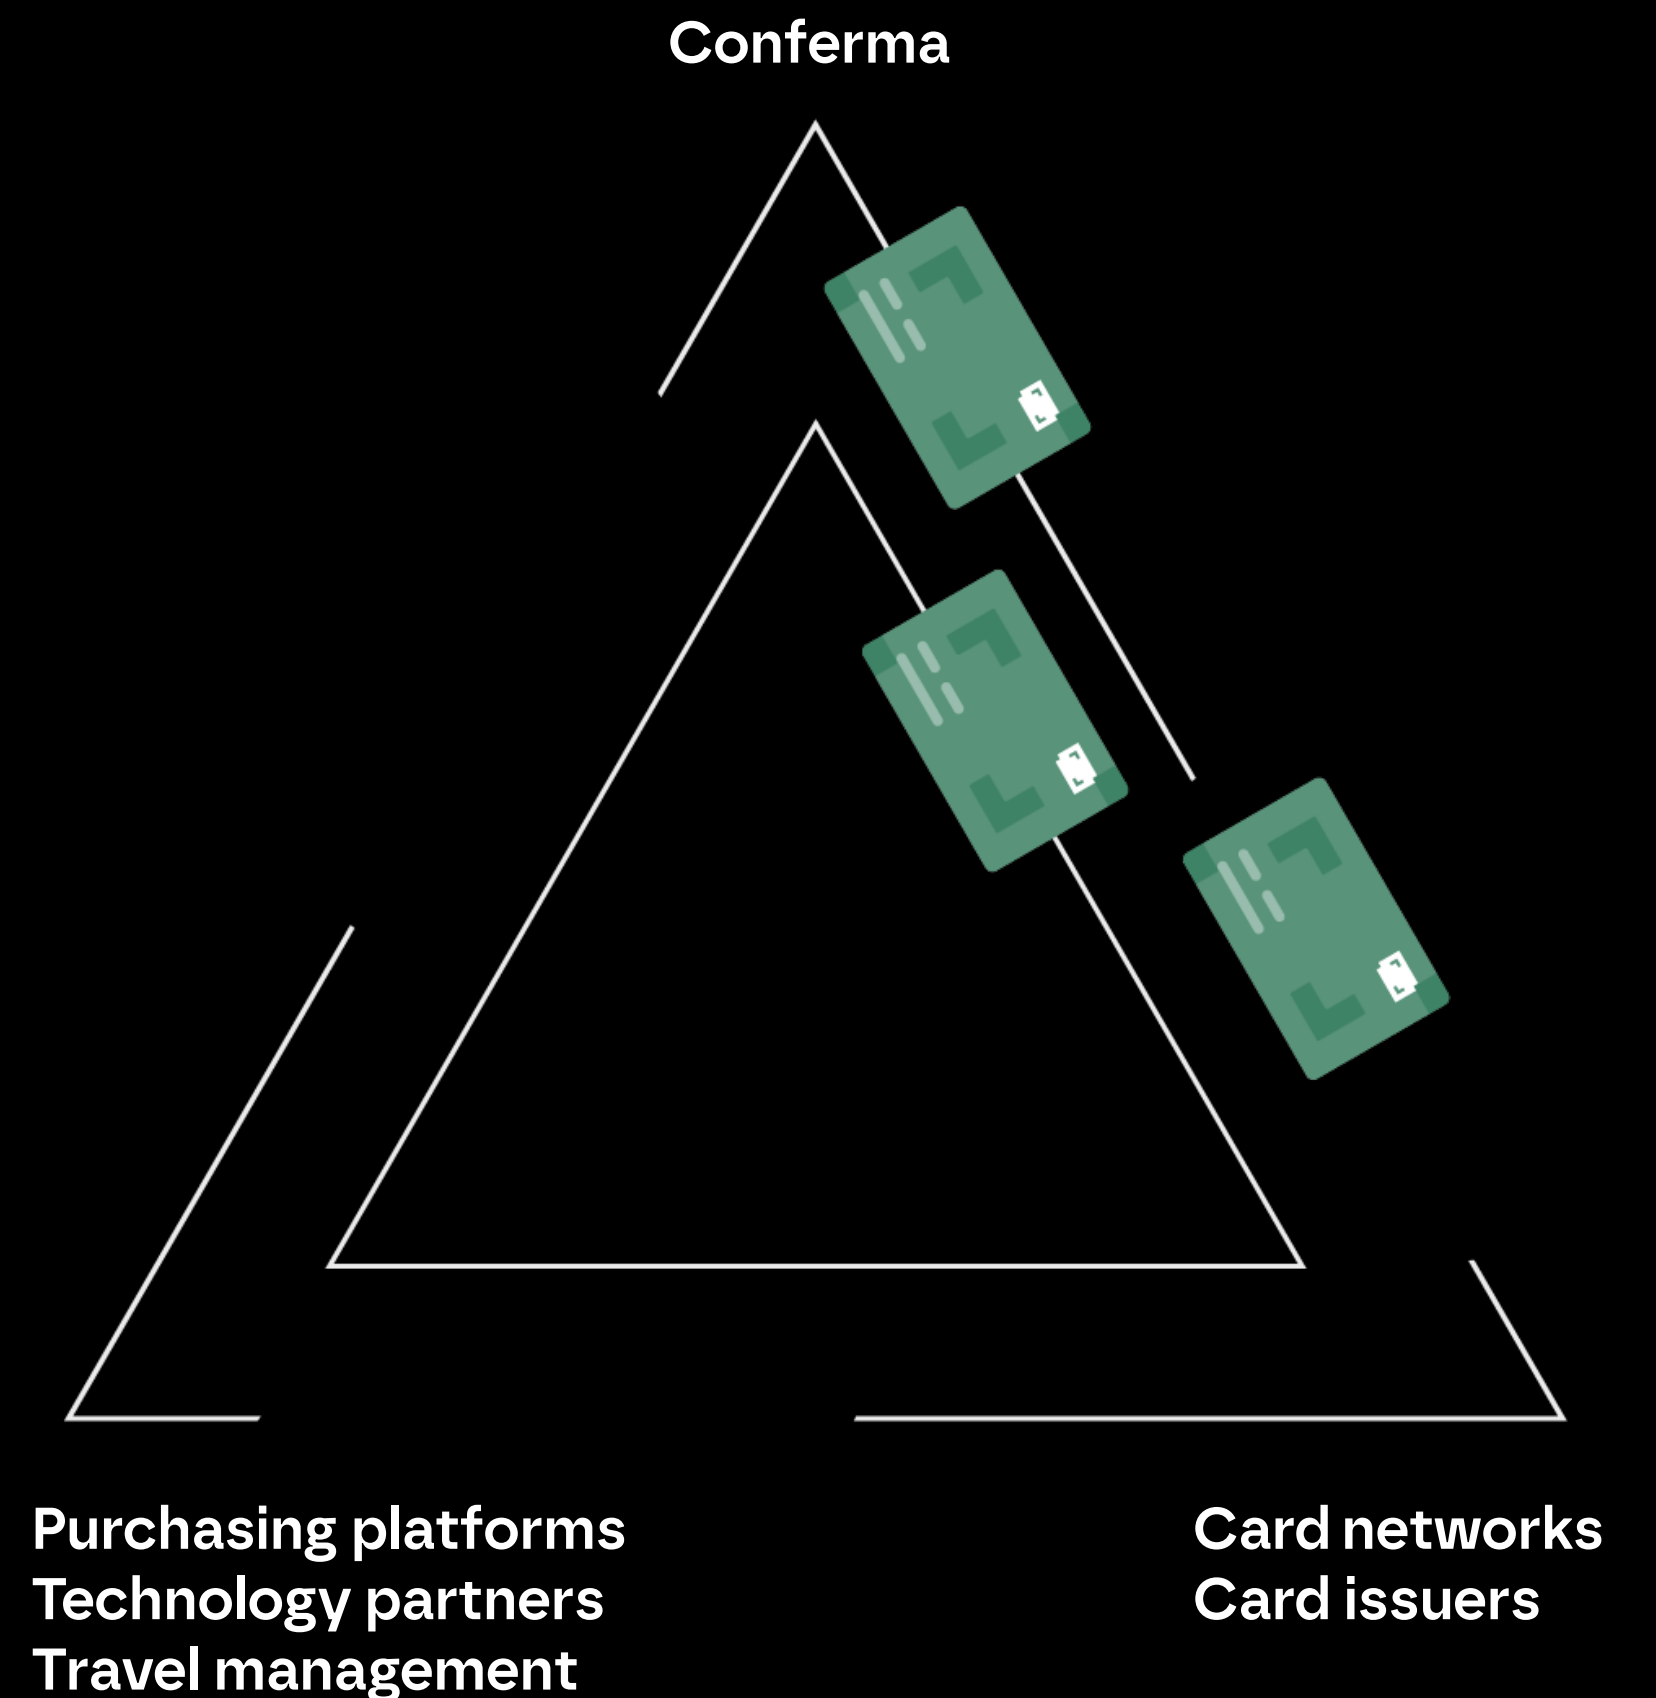 Conferma
Purchasing platforms
Technology partners
Travel management
Card networks
Card issuers